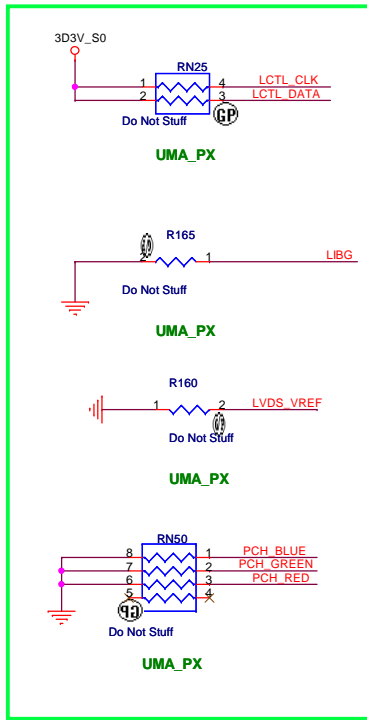 3D3V_S0
RN25
1 4 LCTL_CLK
2 3 LCTL_DATA
GP
Do Not Stuff
UMA_PX
R165
GP
2 1 LIBG
Do Not Stuff
UMA_PX
R160
1 2 LVDS_VREF
GP
Do Not Stuff
UMA_PX
RN50
8 1 PCH_BLUE
7 2 PCH_GREEN
6 3 PCH_RED
5 4
GP
Do Not Stuff
UMA_PX